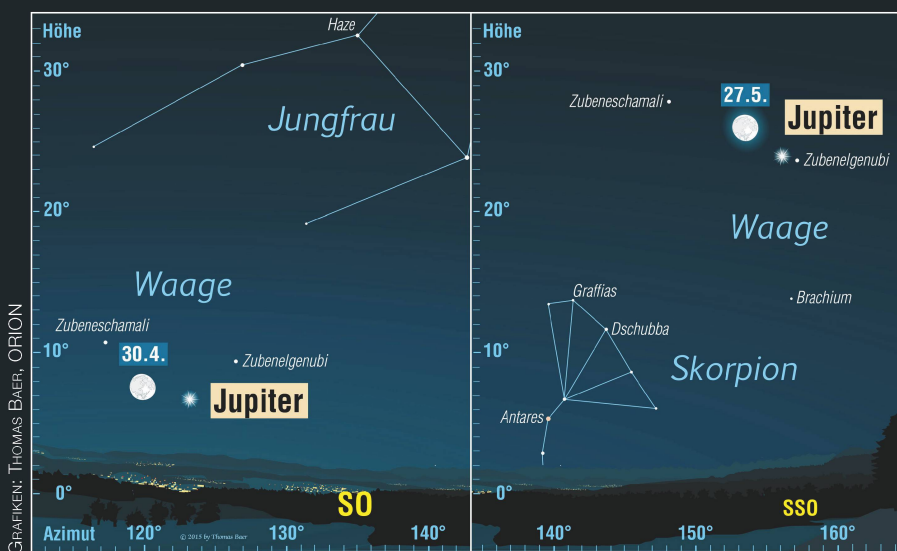 Höhe
30°
20°
10°
0°
Haze
Jungfrau
Waage
Zubeneschamali
30.4.
Zubenelgenubi
Jupiter
SO
Azimut
120°
© 2015 by Thomas Baer
130°
140°
Höhe
30°
20°
10°
0°
Zubeneschamali
27.5.
Jupiter
Zubenelgenubi
Waage
Brachium
Graffias
Dschubba
Skorpion
Antares
SSO
140°
150°
160°
GRAFIKEN: THOMAS BAER, ORION